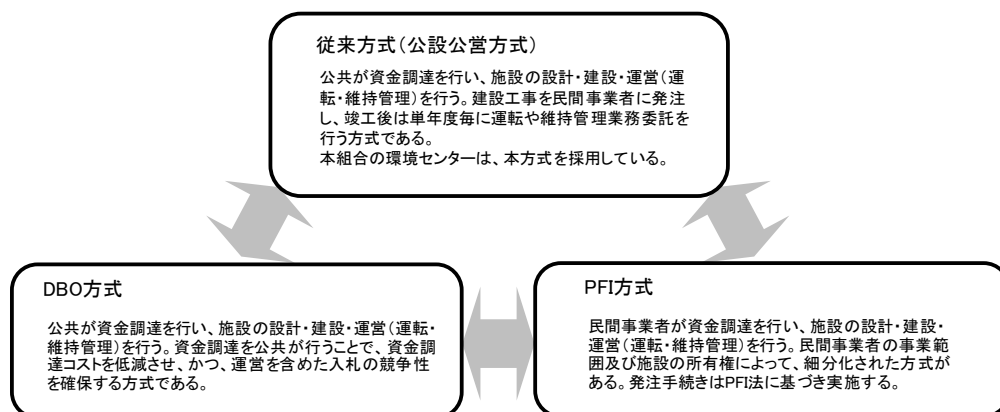 従来方式(公設公営方式)
公共が資金調達を行い、施設の設計・建設・運営(運
転・維持管理)を行う。建設工事を民間事業者に発注
し、竣工後は単年度毎に運転や維持管理業務委託を
行う方式である。
本組合の環境センターは、本方式を採用している。
DBO方式
公共が資金調達を行い、施設の設計・建設・運営(運転・
維持管理)を行う。資金調達を公共が行うことで、資金調
達コストを低減させ、かつ、運営を含めた入札の競争性
を確保する方式である。
PFI方式
民間事業者が資金調達を行い、施設の設計・建設・
運営(運転・維持管理)を行う。民間事業者の事業範
囲及び施設の所有権によって、細分化された方式が
ある。発注手続きはPFI法に基づき実施する。